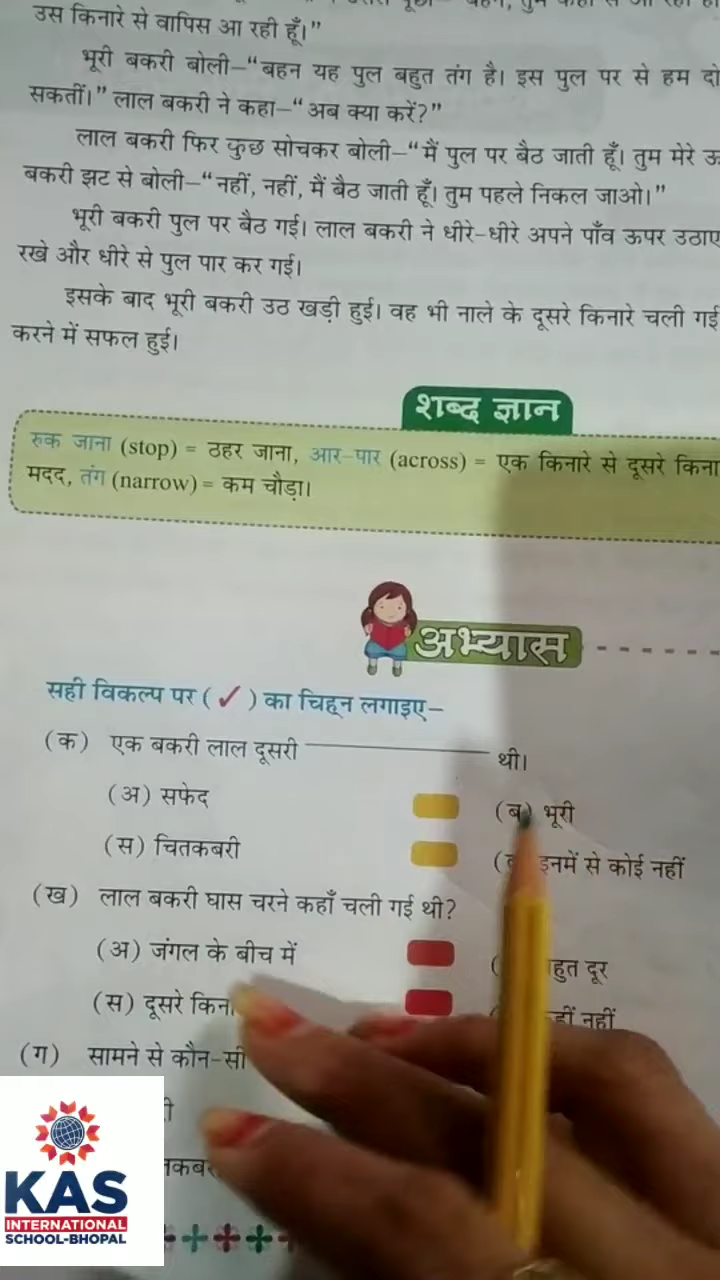 उस किनारे से वापिस आ रही हूँ।”
भूरी बकरी बोली–“बहन यह पुल बहुत तंग है। इस पुल पर से हम दो
सकतीं।” लाल बकरी ने कहा–“अब क्या करें?”
लाल बकरी फिर कुछ सोचकर बोली–“मैं पुल पर बैठ जाती हूँ। तुम मेरे
बकरी झट से बोली–“नहीं, नहीं, मैं बैठ जाती हूँ। तुम पहले निकल जाओ।”
भूरी बकरी पुल पर बैठ गई। लाल बकरी ने धीरे-धीरे अपने पाँव ऊपर उठाए
रखे और धीरे से पुल पार कर गई।
इसके बाद भूरी बकरी उठ खड़ी हुई। वह भी नाले के दूसरे किनारे चली गई
करने में सफल हुई।
शब्द ज्ञान
रुक जाना (stop) = ठहर जाना, आर-पार (across) = एक किनारे से दूसरे
मदद, तंग (narrow) = कम चौड़ा।
अभ्यास
सही विकल्प पर (✓) का चिह्न लगाइए–
(क) एक बकरी लाल दूसरी ____________ थी।
(अ) सफेद (ब) भूरी
(स) चितकबरी इनमें से कोई नहीं
(ख) लाल बकरी घास चरने कहाँ चली गई थी?
(अ) जंगल के बीच में दूर
(स) दूसरे नहीं
(ग) सामने से कौन-सी
KAS
INTERNATIONAL
SCHOOL-BHOPAL